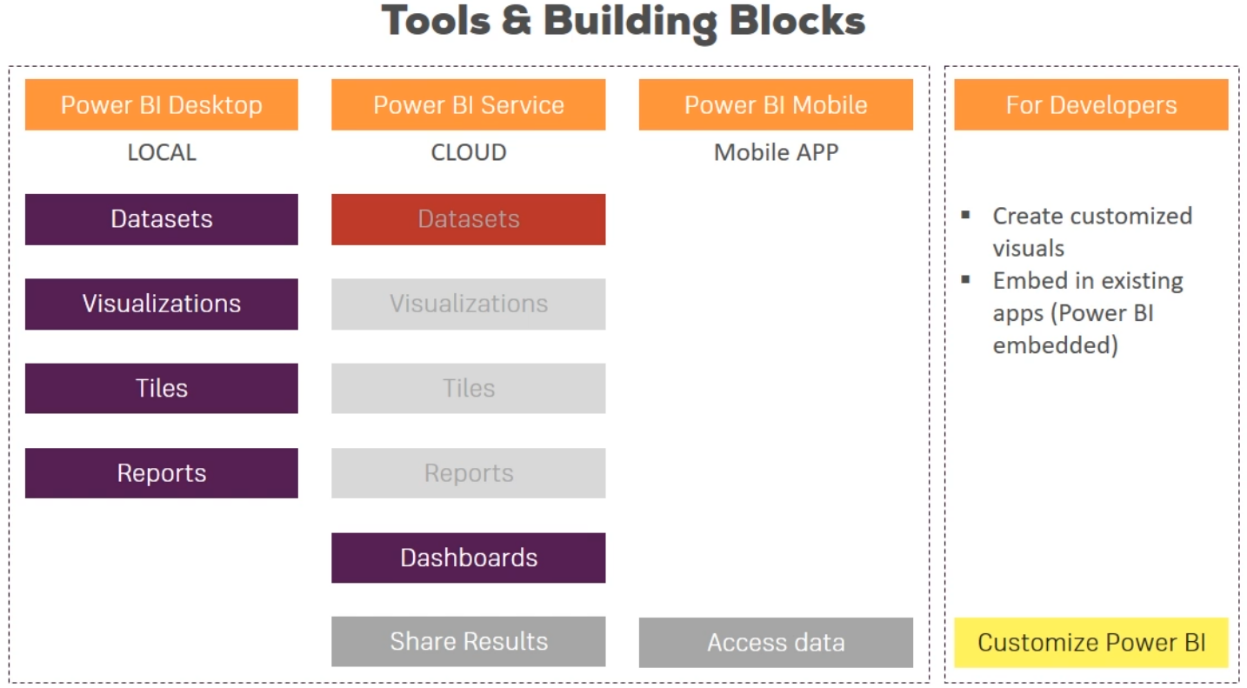 Tools & Building Blocks
Power BI Desktop
LOCAL
Datasets
Visualizations
Tiles
Reports
Power BI Service
CLOUD
Datasets
Visualizations
Tiles
Reports
Dashboards
Share Results
Power BI Mobile
Mobile APP
Access data
For Developers
▪ Create customized
visuals
▪ Embed in existing
apps (Power BI
embedded)
Customize Power BI